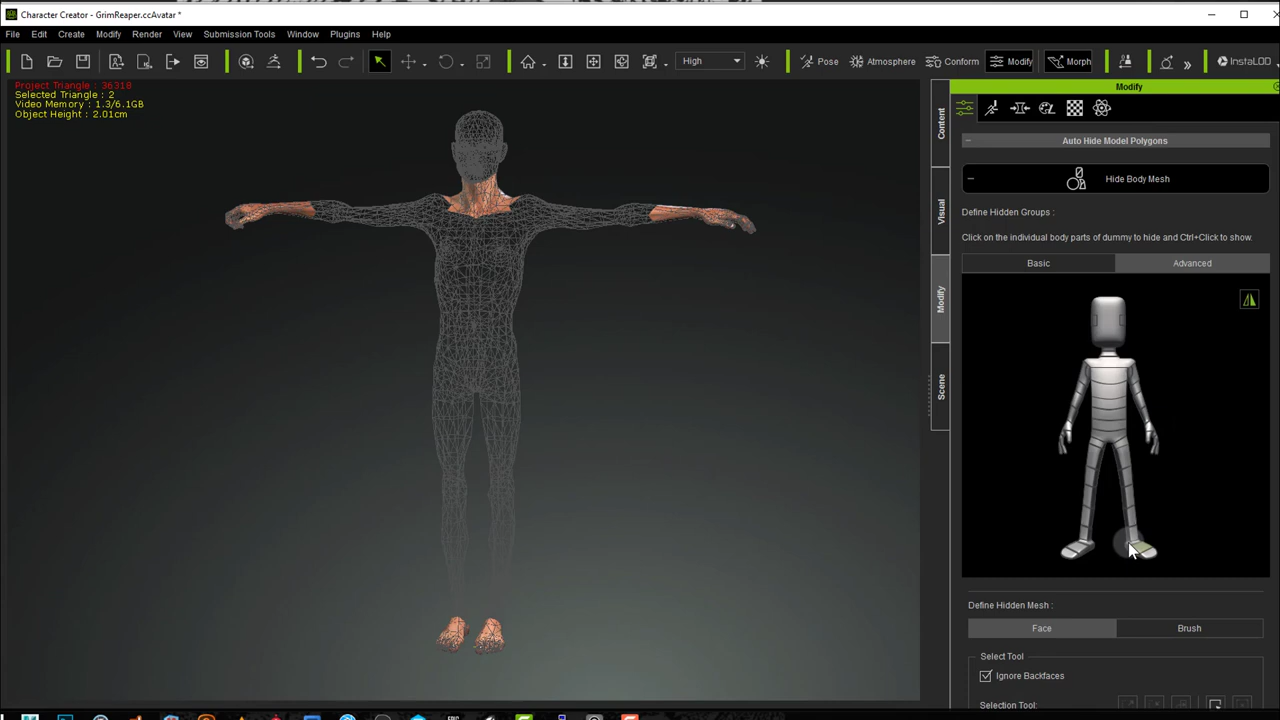 Character Creator - GrimReaper.ccAvatar *
File Edit Create Modify Render View Submission Tools Window Plugins Help
High Pose Atmosphere Conform Modify Morph » InstaLOD
Project Triangle : 36318
Selected Triangle : 2
Video Memory : 1.3/6.1GB
Object Height : 2.01cm
Content
Visual
Modify
Scene
Modify
Auto Hide Model Polygons
Hide Body Mesh
Define Hidden Groups :
Click on the individual body parts of dummy to hide and Ctrl+Click to show.
Basic Advanced
Define Hidden Mesh :
Face Brush
Select Tool
Ignore Backfaces
Selection Tool: